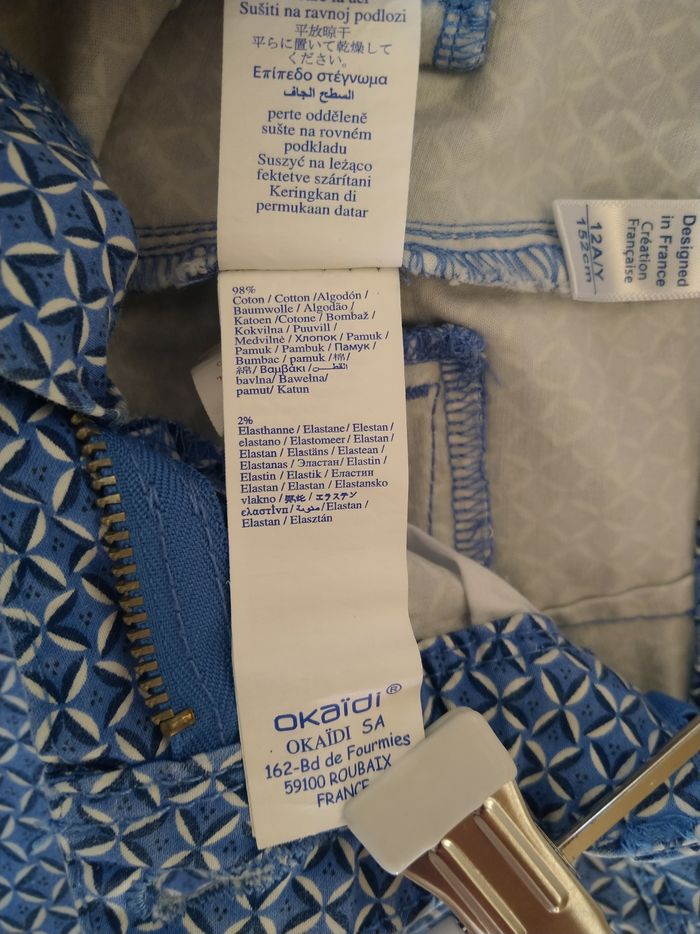 Sušiti na ravnoj podlozi
平放晾干
平らに置いて乾燥して
ください。
Επίπεδο στέγνωμα
السطح الجاف
perte odděleně
sušte na rovném
podkladu
Suszyć na leżąco
fektetve szárítani
Keringkan di
permukaan datar
98%
Coton / Cotton /Algodón /
Baumwolle / Algodão /
Katoen /Cotone / Bombaž /
Kokvilna / Puuvill /
Medvilnė / Хлопок / Pamuk /
Pamuk / Pambuk / Памук /
Bumbac / pamuk /棉/
綿/ Βαμβάκι /القطــن/
bavlna/ Bawełna/
pamut/ Katun
2%
Elasthanne / Elastane/ Elestan /
elastano / Elastomeer / Elastan /
Elastan / Elastāns / Elastean /
Elastanas / Эластан / Elastin /
Elastin / Elastik / Еластин
Elastan / Elastan / Elastansko
vlakno / / エラステン
ελαστίνη / /Elastan /
Elastan / Elasztán
okaïdi®
OKAÏDI SA
162-Bd de Fourmies
59100 ROUBAIX
FRANCE
Designed
in France
Création
Française
12A/Y
152cm